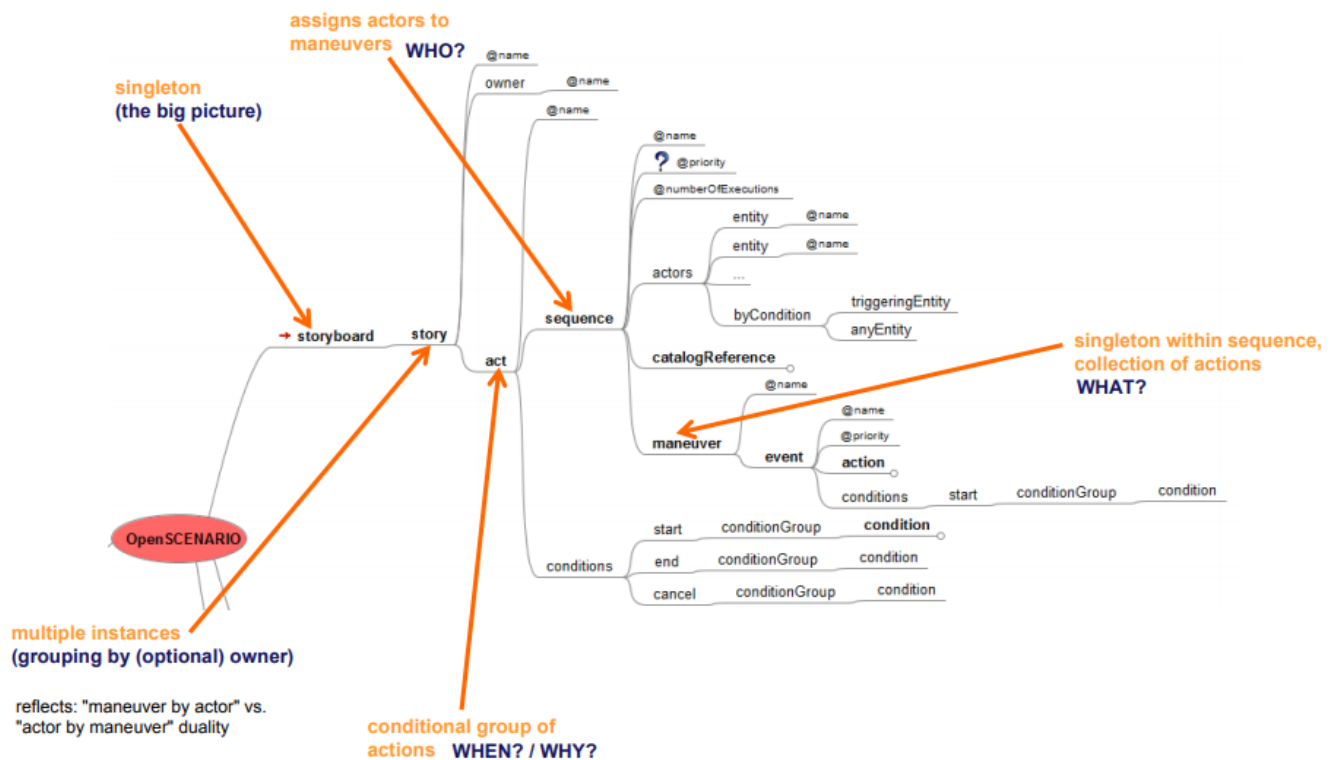 assigns actors to
maneuvers WHO?
@name
singleton
(the big picture)
owner @name
@name
@name
? @priority
@numberOfExecutions
entity @name
entity @name
actors
...
triggeringEntity
byCondition
sequence
anyEntity
storyboard story
singleton within sequence,
collection of actions
WHAT?
act
catalogReference
@name
@name
@priority
maneuver
event
action
conditions start conditionGroup condition
OpenSCENARIO
start conditionGroup condition
conditions
end conditionGroup condition
cancel conditionGroup condition
multiple instances
(grouping by (optional) owner)
reflects: "maneuver by actor" vs.
"actor by maneuver" duality
conditional group of
actions WHEN? / WHY?